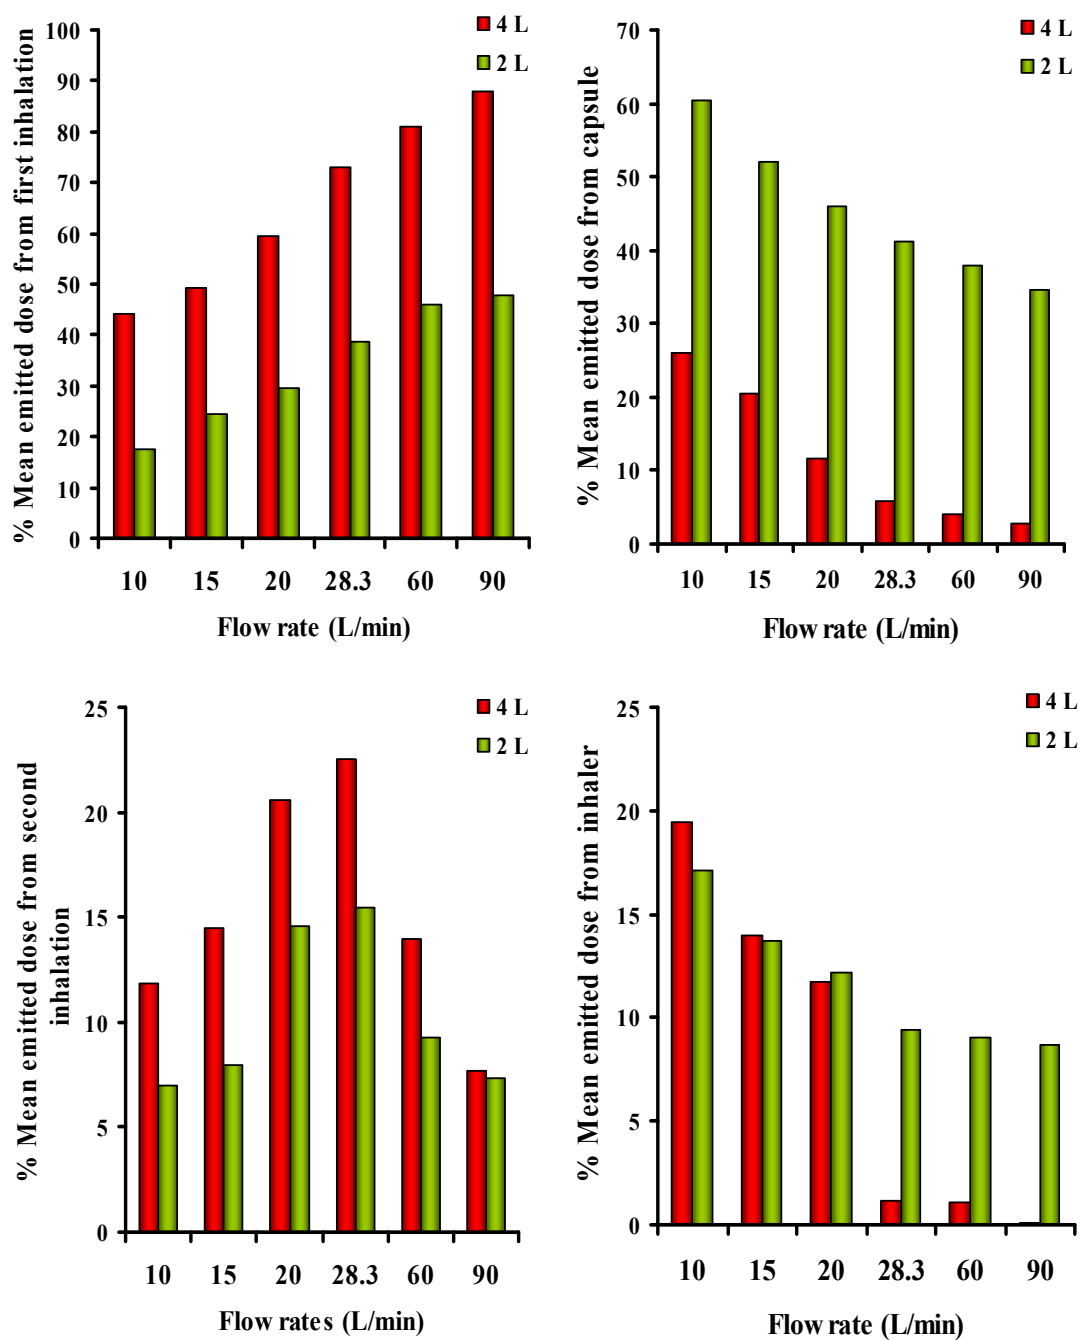 % Mean emitted dose from first inhalation
100
90
80
70
60
50
40
30
20
10
0
4 L
2 L
10 15 20 28.3 60 90
Flow rate (L/min)
% Mean emitted dose from capsule
70
60
50
40
30
20
10
0
4 L
2 L
10 15 20 28.3 60 90
Flow rate (L/min)
% Mean emitted dose from second
inhalation
25
20
15
10
5
0
4 L
2 L
10 15 20 28.3 60 90
Flow rates (L/min)
% Mean emitted dose from inhaler
25
20
15
10
5
0
4 L
2 L
10 15 20 28.3 60 90
Flow rate (L/min)